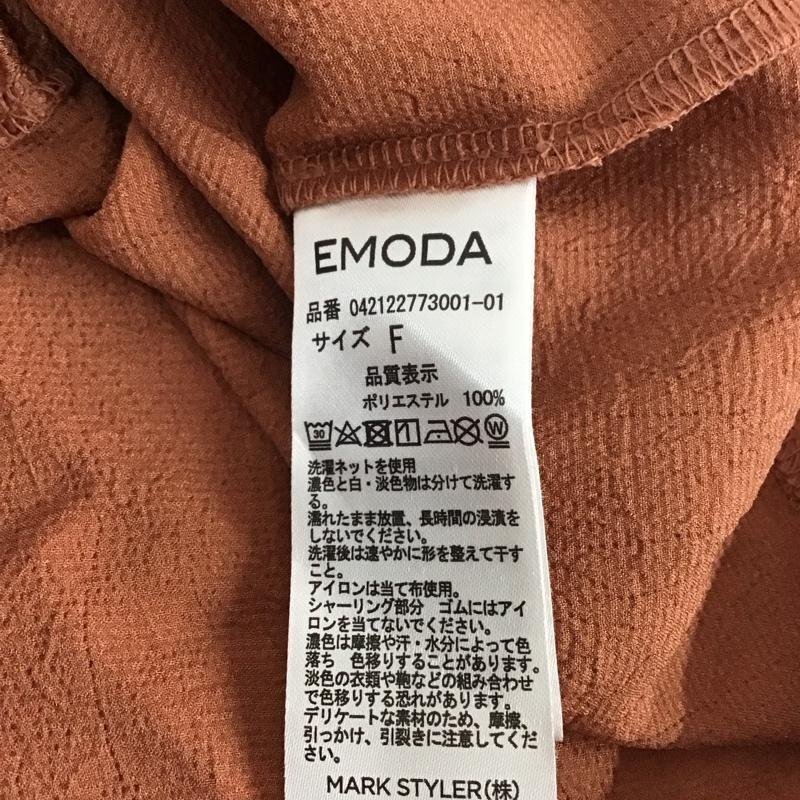 EMODA
品番 042122773001-01
サイズ F
品質表示
ポリエステル 100%
30 W
洗濯ネットを使用
濃色と白・淡色物は分けて洗濯す
る。
濡れたまま放置、長時間の浸漬を
しないでください。
洗濯後は速やかに形を整えて干す
こと。
アイロンは当て布使用。
シャーリング部分 ゴムにはアイ
ロンを当てないでください。
濃色は摩擦や汗・水分によって色
落ち 色移りすることがあります。
淡色の衣類や鞄などの組み合わせ
で色移りする恐れがあります。
デリケートな素材のため、摩擦、
引っかけ、引裂きに注意してくだ
さい。
MARK STYLER(株)